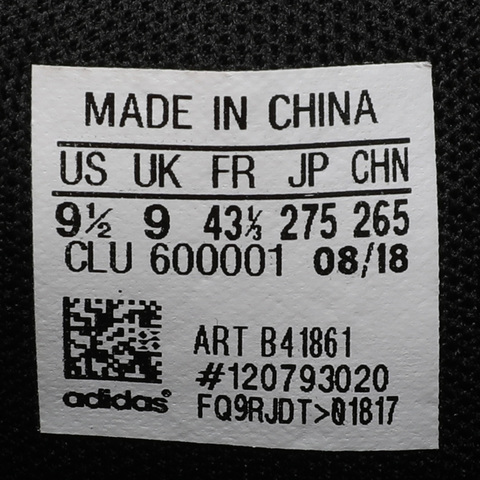 MADE IN CHINA
US UK FR JP CHN
9½ 9 43⅓ 275 265
CLU 600001 08/18
ART B41861
#120793020
adidas®
FQ9RJDT>01817